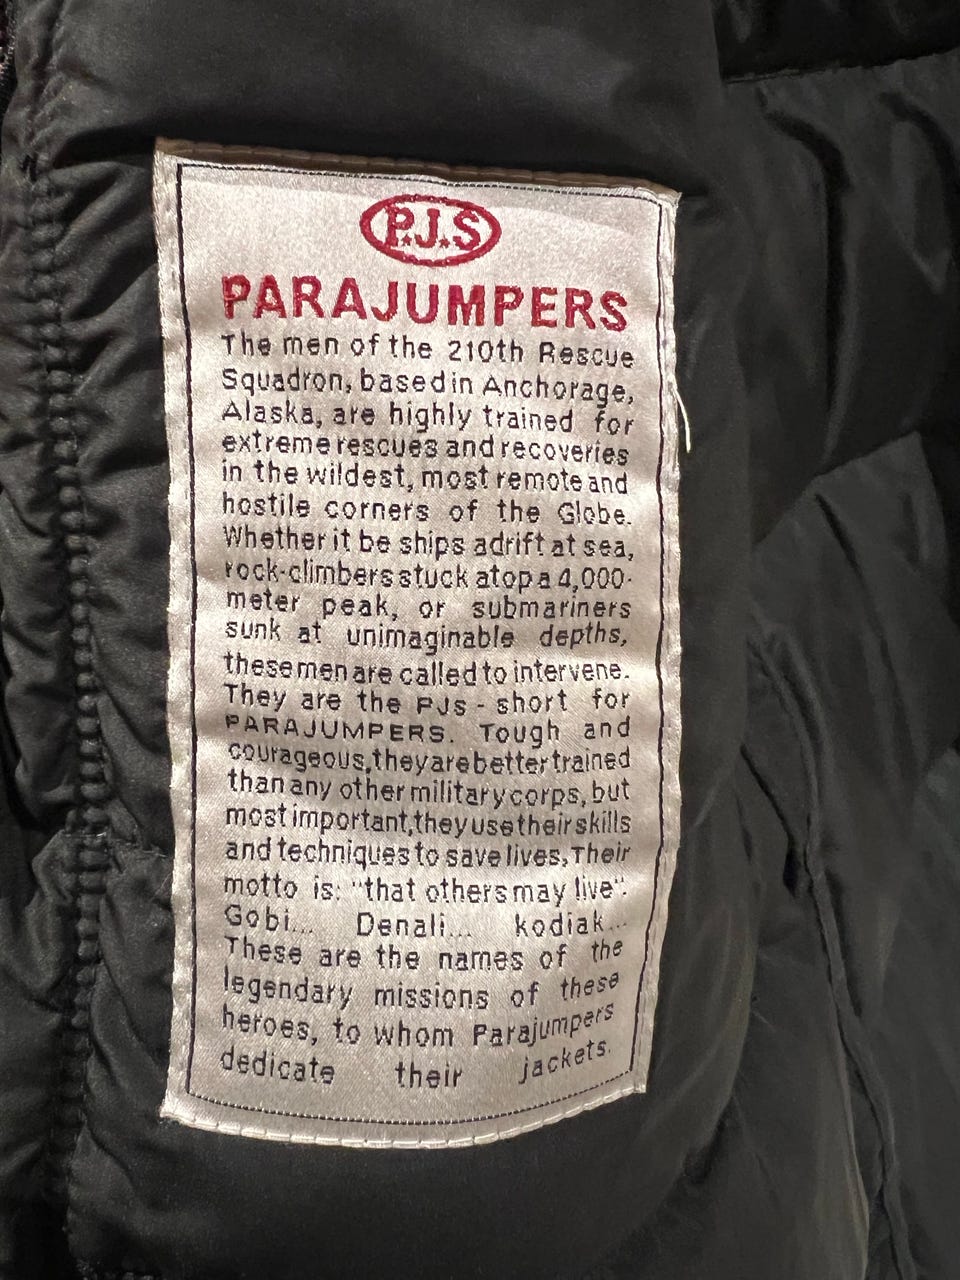 P.J.S
PARAJUMPERS
The men of the 210th Rescue
Squadron, based in Anchorage,
Alaska, are highly trained for
extreme rescues and recoveries
in the wildest, most remote and
hostile corners of the Globe.
Whether it be ships adrift at sea,
rock-climbers stuck atop a 4,000-
meter peak, or submariners
sunk at unimaginable depths,
these men are called to intervene.
They are the PJs - short for
PARAJUMPERS. Tough and
courageous, they are better trained
than any other military corps, but
most important, they use their skills
and techniques to save lives, Their
motto is: "that others may live".
Gobi... Denali... kodiak...
These are the names of the
legendary missions of these
heroes, to whom Parajumpers
dedicate their jackets.